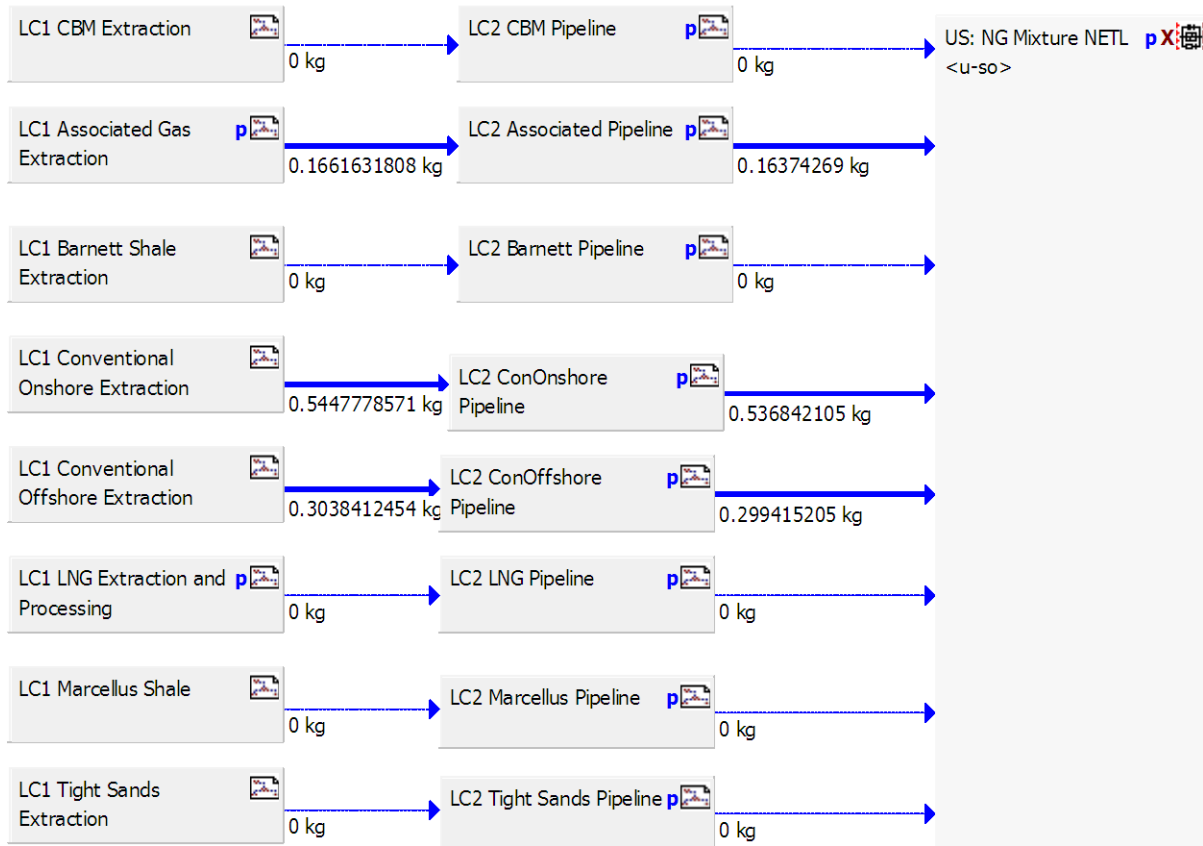 LC1 CBM Extraction
0 kg
LC2 CBM Pipeline p
0 kg
US: NG Mixture NETL p X
<u-so>
LC1 Associated Gas p
Extraction
0.1661631808 kg
LC2 Associated Pipeline p
0.16374269 kg
LC1 Barnett Shale
Extraction
0 kg
LC2 Barnett Pipeline p
0 kg
LC1 Conventional
Onshore Extraction
0.5447778571 kg
LC2 ConOnshore p
Pipeline
0.536842105 kg
LC1 Conventional
Offshore Extraction
0.3038412454 kg
LC2 ConOffshore p
Pipeline
0.299415205 kg
LC1 LNG Extraction and p
Processing
0 kg
LC2 LNG Pipeline p
0 kg
LC1 Marcellus Shale
0 kg
LC2 Marcellus Pipeline p
0 kg
LC1 Tight Sands
Extraction
0 kg
LC2 Tight Sands Pipeline p
0 kg